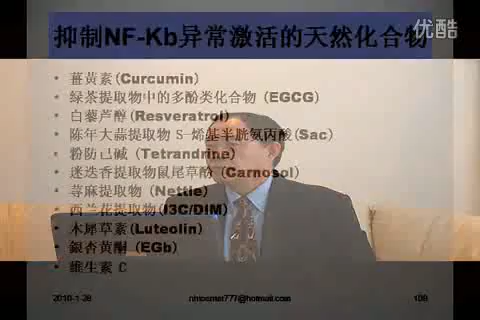 优酷
抑制NF-Kb异常激活的天然化合物
• 薑黃素(Curcumin)
• 绿茶提取物中的多酚类化合物 (EGCG)
• 白藜芦醇(Resveratrol)
• 陈年大蒜提取物 S-烯基半胱氨丙酸(Sac)
• 粉防己碱 (Tetrandrine)
• 迷迭香提取物鼠尾草酚 (Carnosol)
• 荨麻提取物 (Nettle)
• 西兰花提取物(I3C/DIM)
• 木犀草素(Luteolin)
• 銀杏黄酮 (EGb)
• 維生素 C
2010-1-28